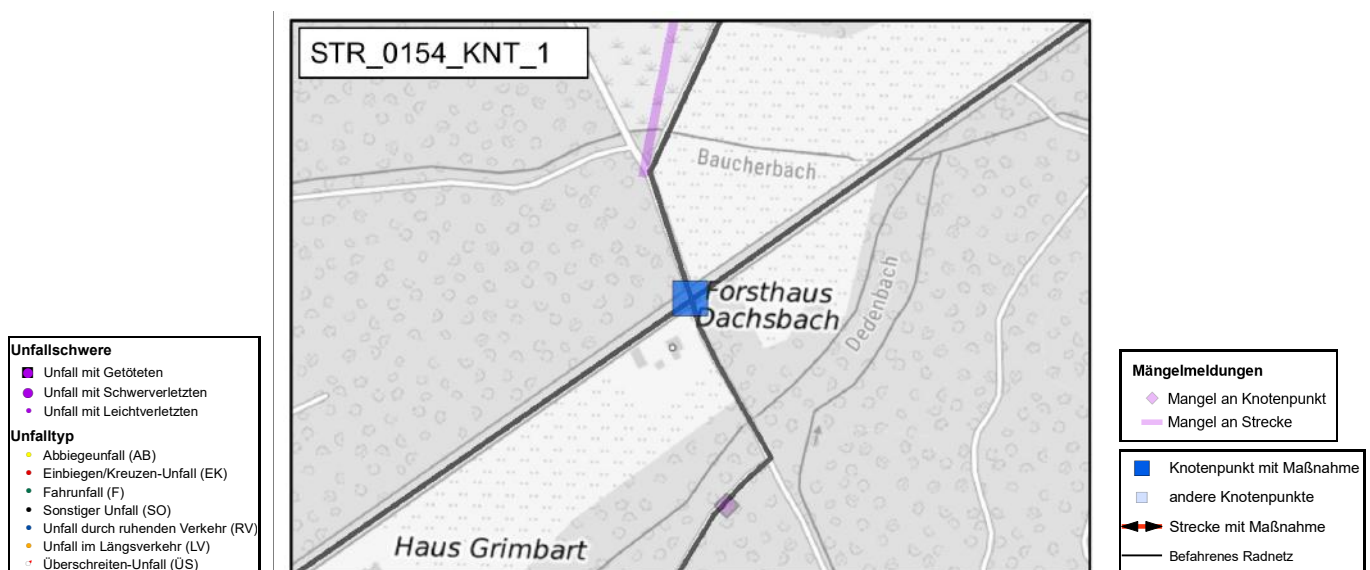 STR_0154_KNT_1
Baucherbach
Forsthaus
Dachsbach
Dedenbach
Haus Grimbart
Unfallschwere
Unfall mit Getöteten
Unfall mit Schwerverletzten
Unfall mit Leichtverletzten
Unfalltyp
Abbiegeunfall (AB)
Einbiegen/Kreuzen-Unfall (EK)
Fahrunfall (F)
Sonstiger Unfall (SO)
Unfall durch ruhenden Verkehr (RV)
Unfall im Längsverkehr (LV)
Überschreiten-Unfall (ÜS)
Mängelmeldungen
Mangel an Knotenpunkt
Mangel an Strecke
Knotenpunkt mit Maßnahme
andere Knotenpunkte
Strecke mit Maßnahme
Befahrenes Radnetz